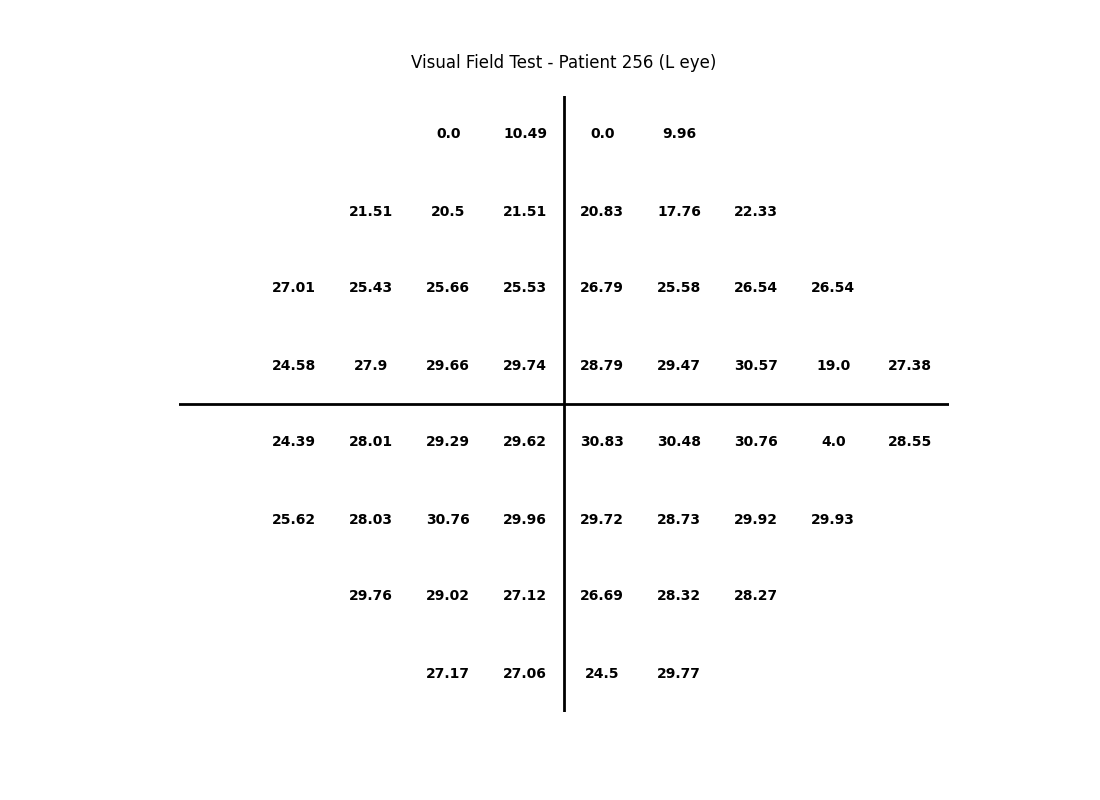 Visual Field Test - Patient 256 (L eye)
0.0 10.49 0.0 9.96
21.51 20.5 21.51 20.83 17.76 22.33
27.01 25.43 25.66 25.53 26.79 25.58 26.54 26.54
24.58 27.9 29.66 29.74 28.79 29.47 30.57 19.0 27.38
24.39 28.01 29.29 29.62 30.83 30.48 30.76 4.0 28.55
25.62 28.03 30.76 29.96 29.72 28.73 29.92 29.93
29.76 29.02 27.12 26.69 28.32 28.27
27.17 27.06 24.5 29.77